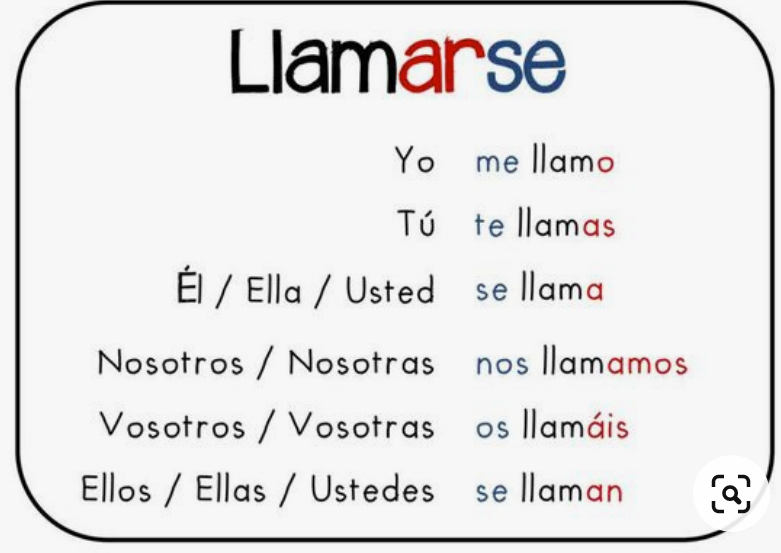 Llamarse
Yo me llamo
Tú te llamas
Él / Ella / Usted se llama
Nosotros / Nosotras nos llamamos
Vosotros / Vosotras os llamáis
Ellos / Ellas / Ustedes se llaman